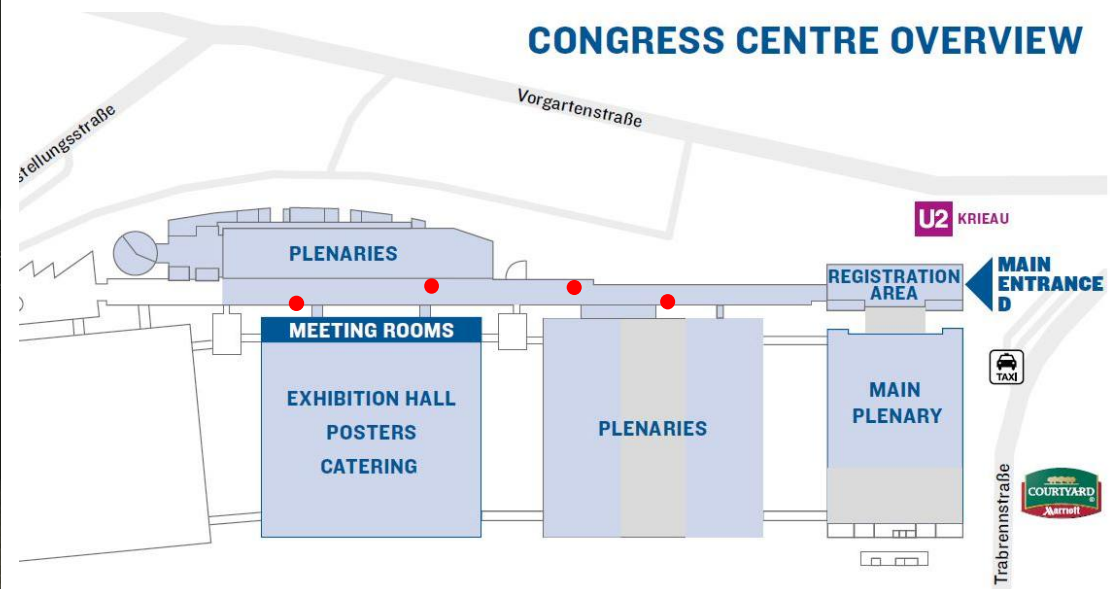 CONGRESS CENTRE OVERVIEW
Vorgartenstraße
stellungsstraße
U2 KRIEAU
PLENARIES
REGISTRATION
AREA
MAIN
ENTRANCE
D
MEETING ROOMS
TAXI
EXHIBITION HALL
POSTERS
CATERING
PLENARIES
MAIN
PLENARY
Trabrennstraße
COURTYARD
Marriott